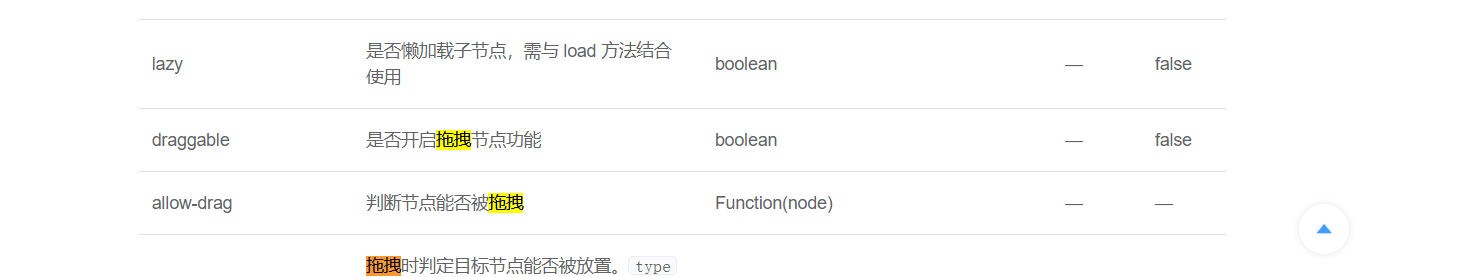 是否懒加载子节点，需与 load 方法结合
lazy boolean — false
使用
draggable 是否开启拖拽节点功能 boolean — false
allow-drag 判断节点能否被拖拽 Function(node) — —
拖拽时判定目标节点能否被放置。type